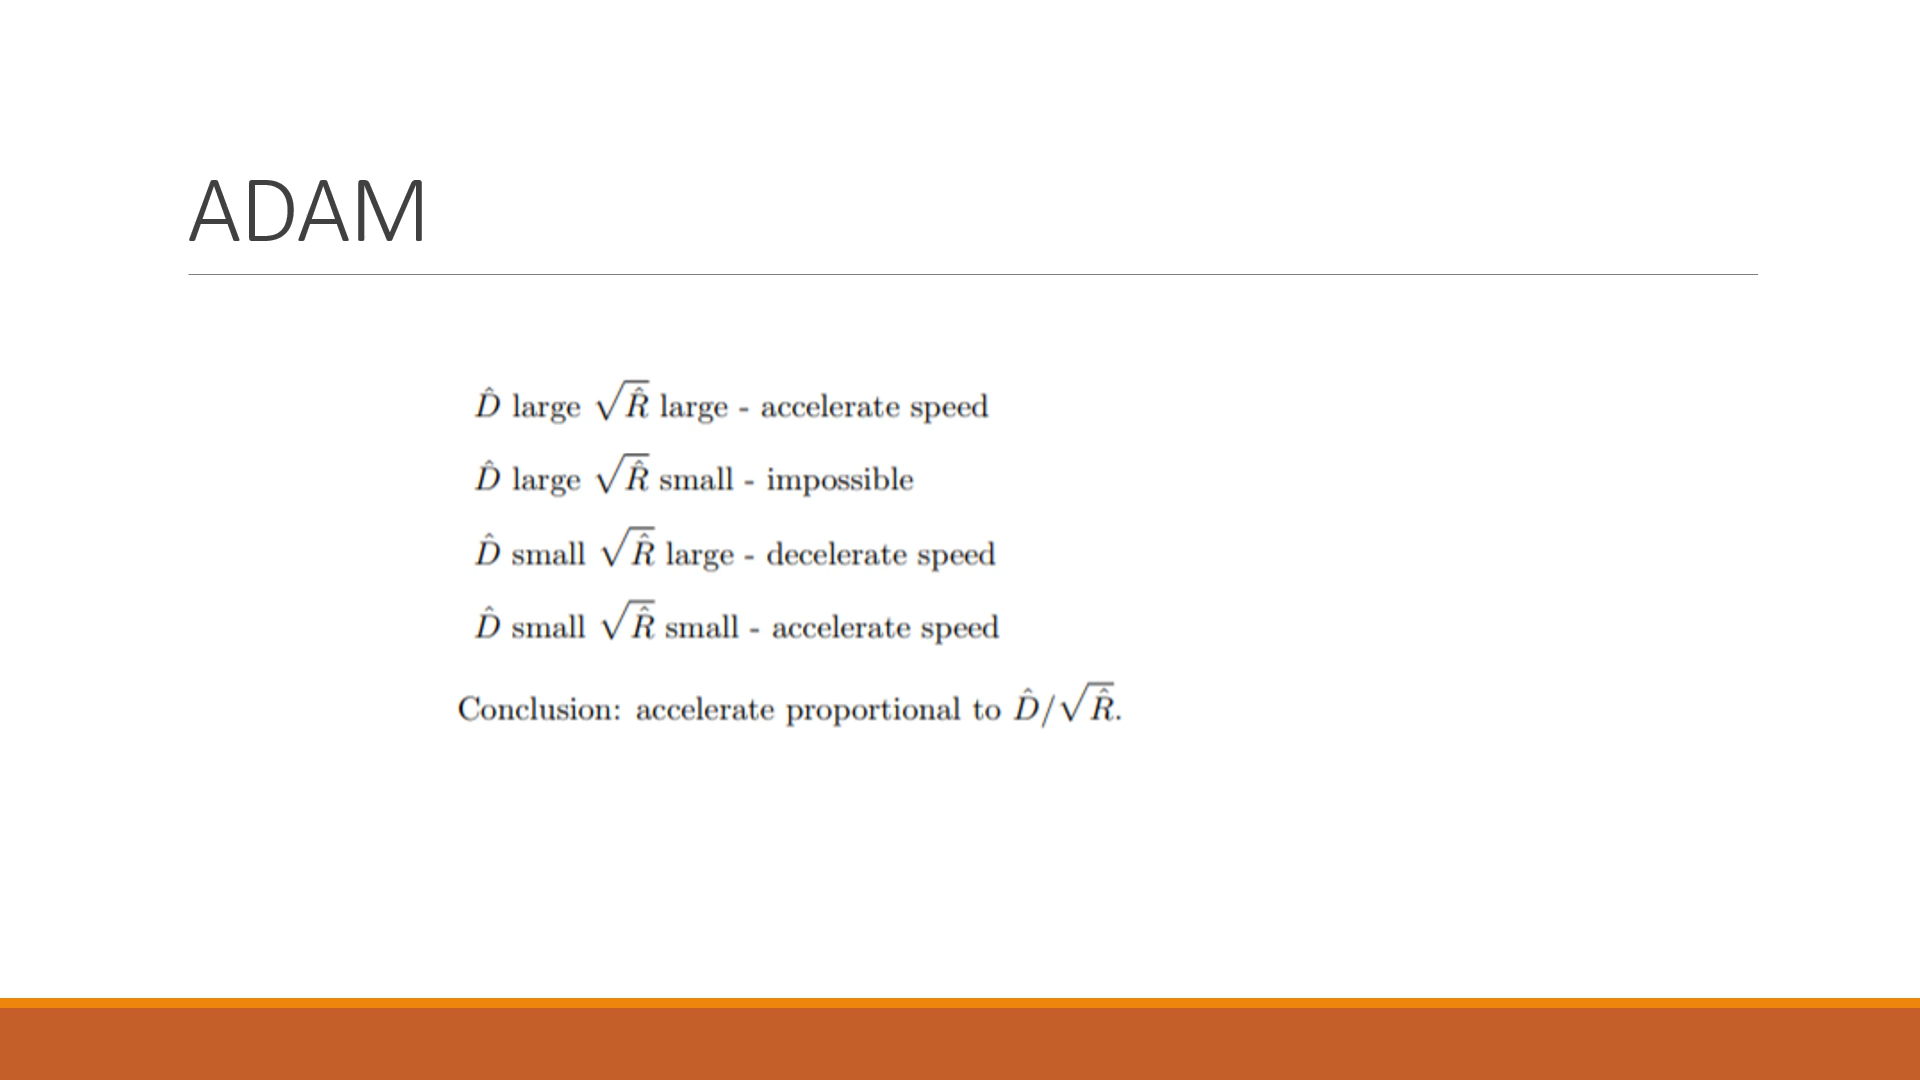 ADAM
D̂ large √R̂ large - accelerate speed
D̂ large √R̂ small - impossible
D̂ small √R̂ large - decelerate speed
D̂ small √R̂ small - accelerate speed
Conclusion: accelerate proportional to D̂/√R̂.